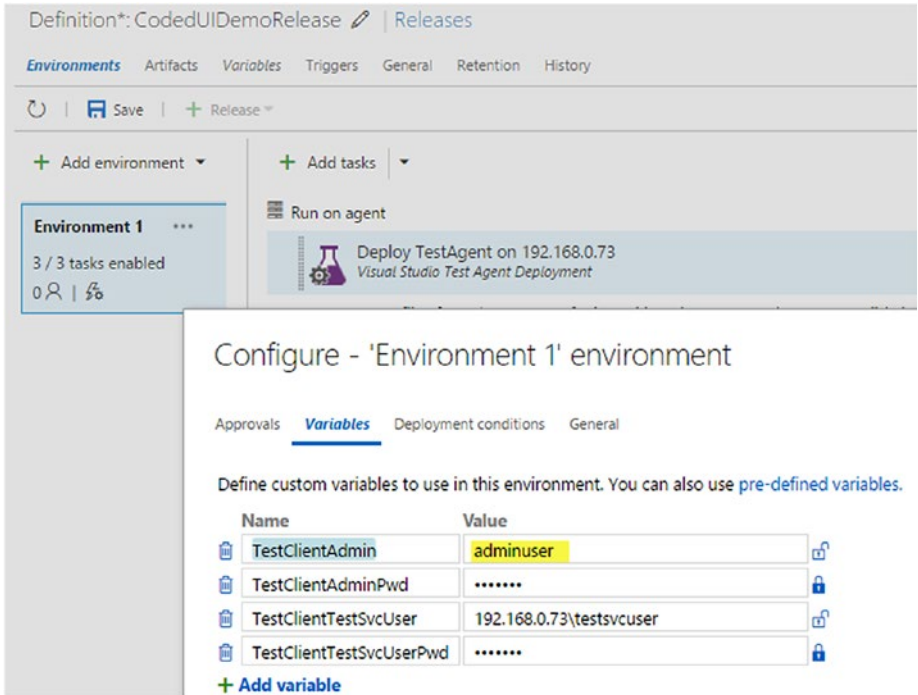 Definition*: CodedUIDemoRelease | Releases
Environments Artifacts Variables Triggers General Retention History
Save | + Release
+ Add environment
+ Add tasks
Environment 1 ...
3 / 3 tasks enabled
0 |
Run on agent
Deploy TestAgent on 192.168.0.73
Visual Studio Test Agent Deployment
Configure - 'Environment 1' environment
Approvals Variables Deployment conditions General
Define custom variables to use in this environment. You can also use pre-defined variables.
Name Value
TestClientAdmin adminuser
TestClientAdminPwd •••••••
TestClientTestSvcUser 192.168.0.73\testsvcuser
TestClientTestSvcUserPwd •••••••
+ Add variable